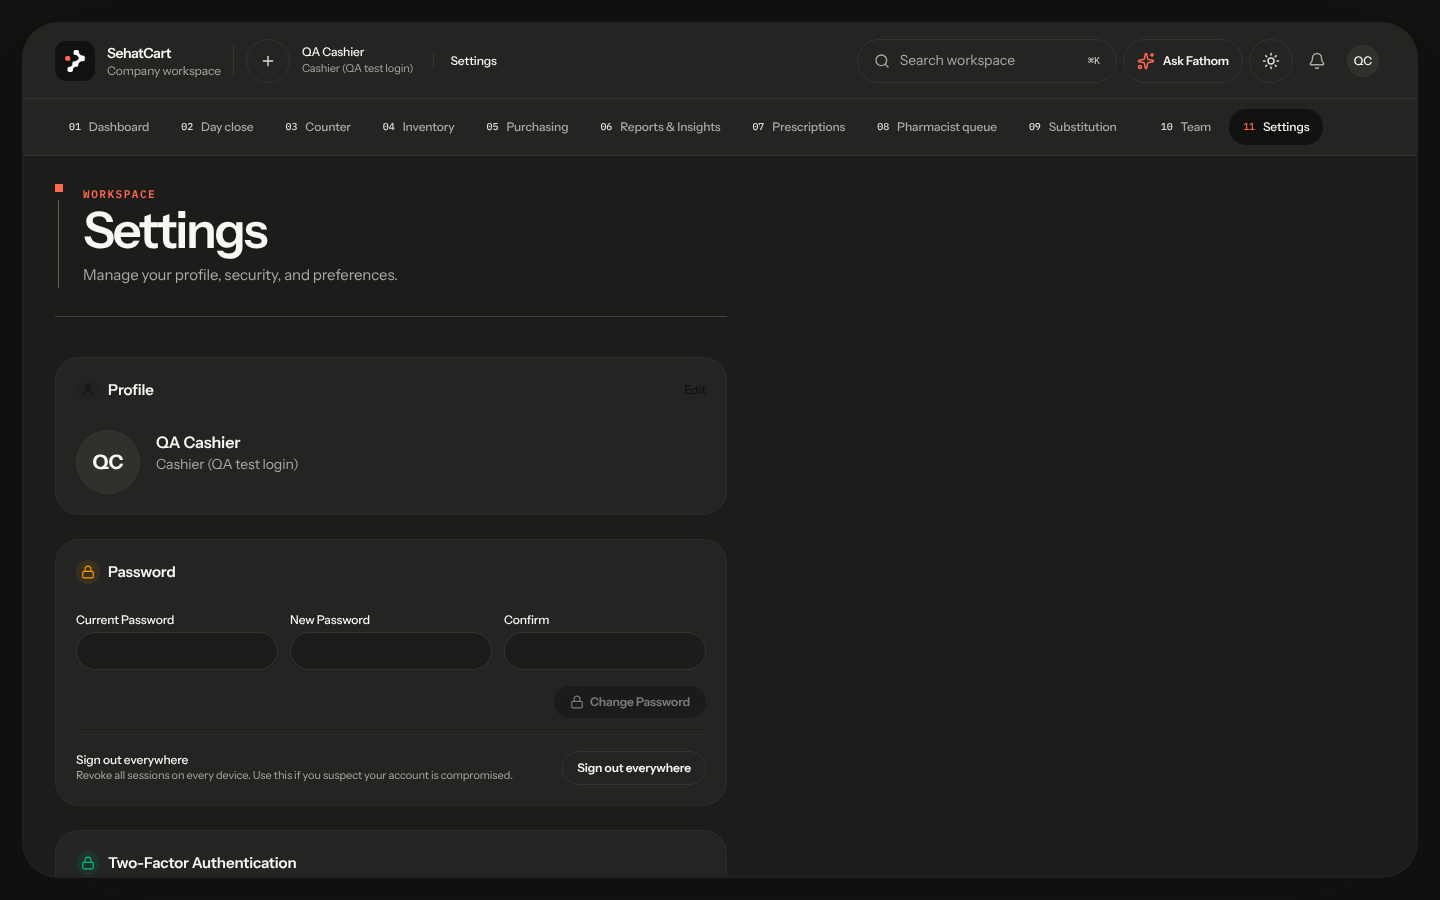 SehatCart
Company workspace
QA Cashier
Cashier (QA test login)
Settings
Search workspace
⌘K
Ask Fathom
QC
01 Dashboard
02 Day close
03 Counter
04 Inventory
05 Purchasing
06 Reports & Insights
07 Prescriptions
08 Pharmacist queue
09 Substitution
10 Team
11 Settings
WORKSPACE
Settings
Manage your profile, security, and preferences.
Profile
Edit
QC
QA Cashier
Cashier (QA test login)
Password
Current Password
New Password
Confirm
Change Password
Sign out everywhere
Revoke all sessions on every device. Use this if you suspect your account is compromised.
Sign out everywhere
Two-Factor Authentication